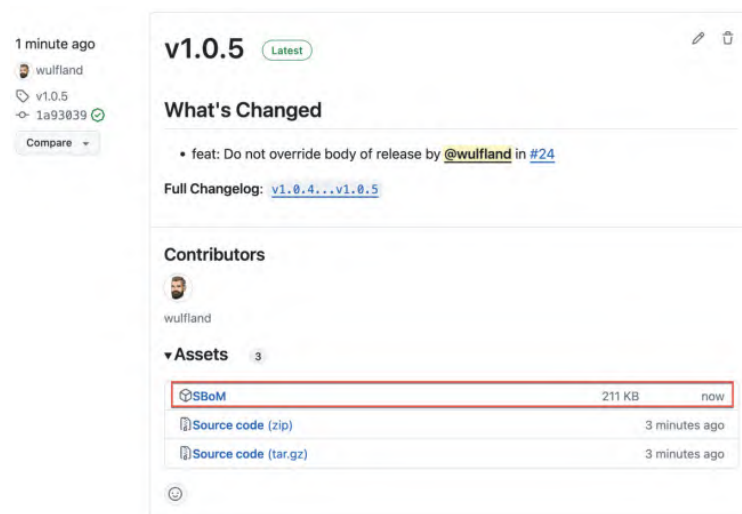 1 minute ago
wulfland
v1.0.5
1a93039
Compare
v1.0.5 Latest
What's Changed
• feat: Do not override body of release by @wulfland in #24
Full Changelog: v1.0.4...v1.0.5
Contributors
wulfland
Assets 3
SBoM 211 KB now
Source code (zip) 3 minutes ago
Source code (tar.gz) 3 minutes ago